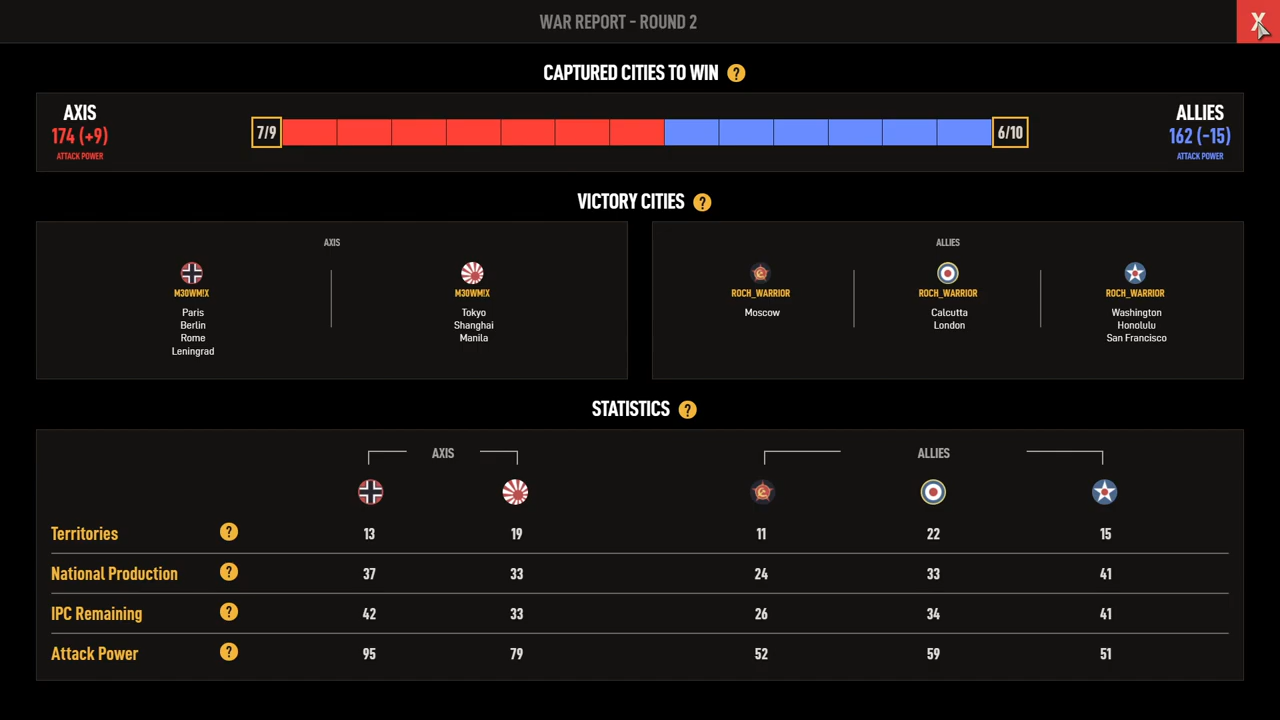 WAR REPORT - ROUND 2
X
CAPTURED CITIES TO WIN ?
AXIS
174 (+9)
ATTACK POWER
7/9
6/10
ALLIES
162 (-15)
ATTACK POWER
VICTORY CITIES ?
AXIS
M30WM!X
Paris
Berlin
Rome
Leningrad
M30WM!X
Tokyo
Shanghai
Manila
ALLIES
ROCH_WARRIOR
Moscow
ROCH_WARRIOR
Calcutta
London
ROCH_WARRIOR
Washington
Honolulu
San Francisco
STATISTICS ?
AXIS ALLIES
Territories ? 13 19 11 22 15
National Production ? 37 33 24 33 41
IPC Remaining ? 42 33 26 34 41
Attack Power ? 95 79 52 59 51